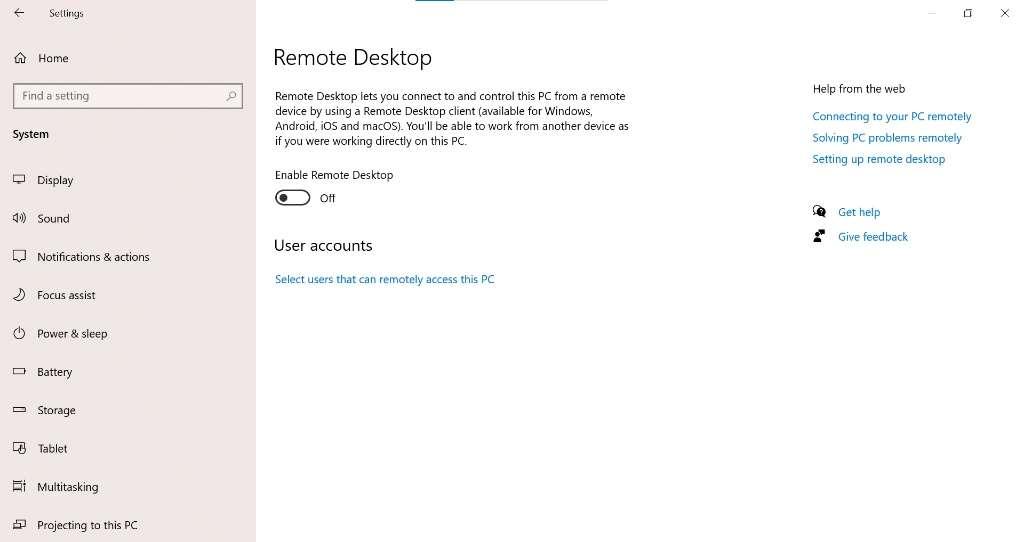 Settings
Home
Find a setting
System
Display
Sound
Notifications & actions
Focus assist
Power & sleep
Battery
Storage
Tablet
Multitasking
Projecting to this PC
Remote Desktop
Remote Desktop lets you connect to and control this PC from a remote
device by using a Remote Desktop client (available for Windows,
Android, iOS and macOS). You'll be able to work from another device as
if you were working directly on this PC.
Enable Remote Desktop
Off
User accounts
Select users that can remotely access this PC
Help from the web
Connecting to your PC remotely
Solving PC problems remotely
Setting up remote desktop
Get help
Give feedback